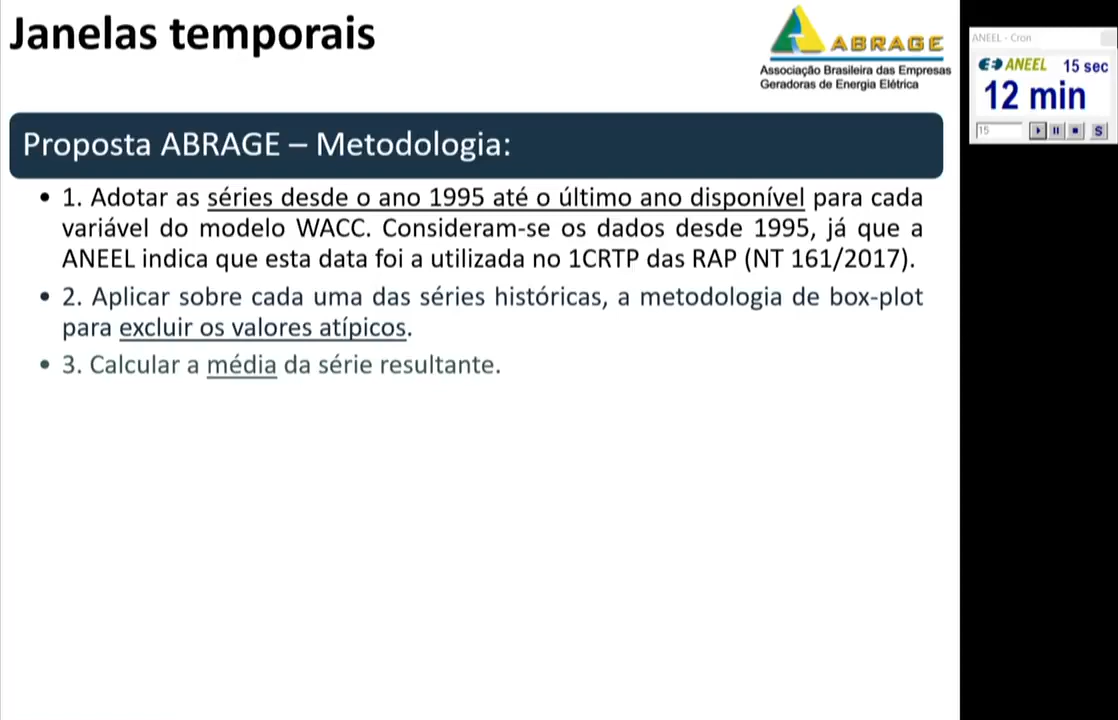 Janelas temporais
ABRAGE
Associação Brasileira das Empresas
Geradoras de Energia Elétrica
Proposta ABRAGE – Metodologia:
• 1. Adotar as séries desde o ano 1995 até o último ano disponível para cada
variável do modelo WACC. Consideram-se os dados desde 1995, já que a
ANEEL indica que esta data foi a utilizada no 1CRTP das RAP (NT 161/2017).
• 2. Aplicar sobre cada uma das séries históricas, a metodologia de box-plot
para excluir os valores atípicos.
• 3. Calcular a média da série resultante.
ANEEL - Cron
ANEEL 15 sec
12 min
15
S